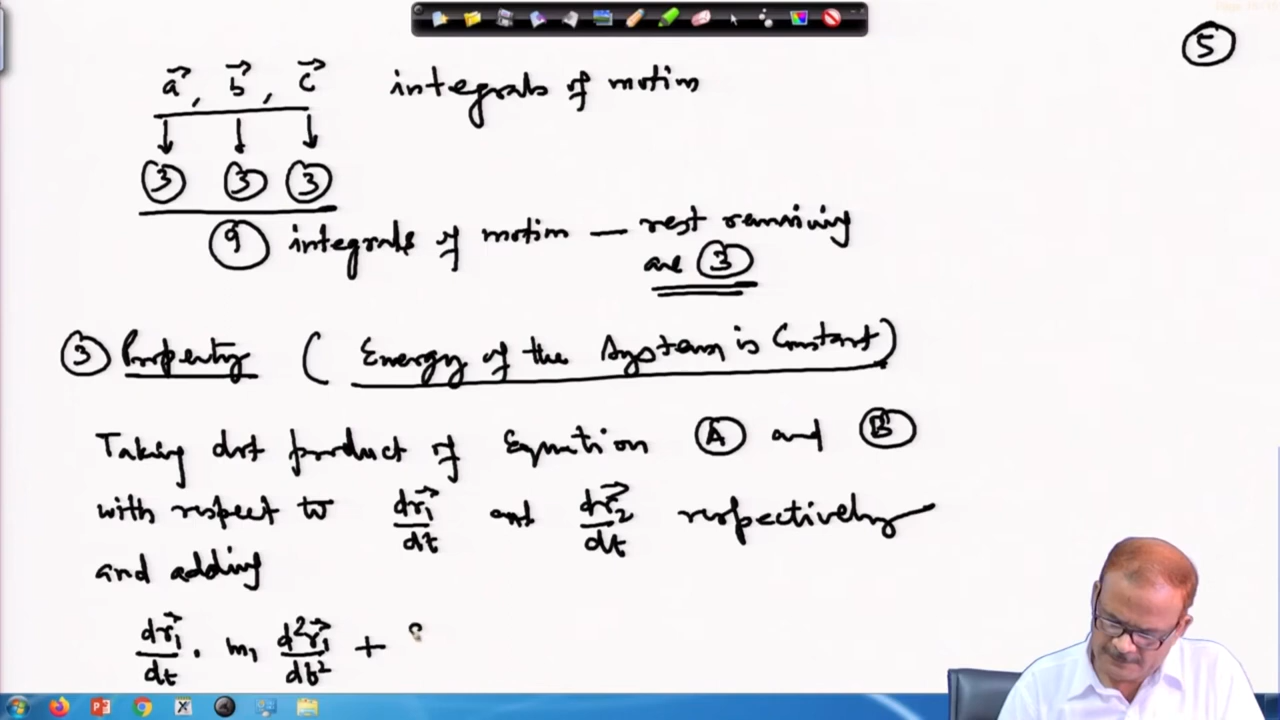 5
a⃗, b⃗, c⃗ integrals of motion
3 3 3
9 integrals of motion — rest remaining
are 3
3 Property (Energy of the System is Constant)
Taking dot product of Equation A and B
with respect to dr⃗₁/dt and dr⃗₂/dt respectively
and adding
dr⃗₁/dt · m₁ d²r⃗₁/dt² +